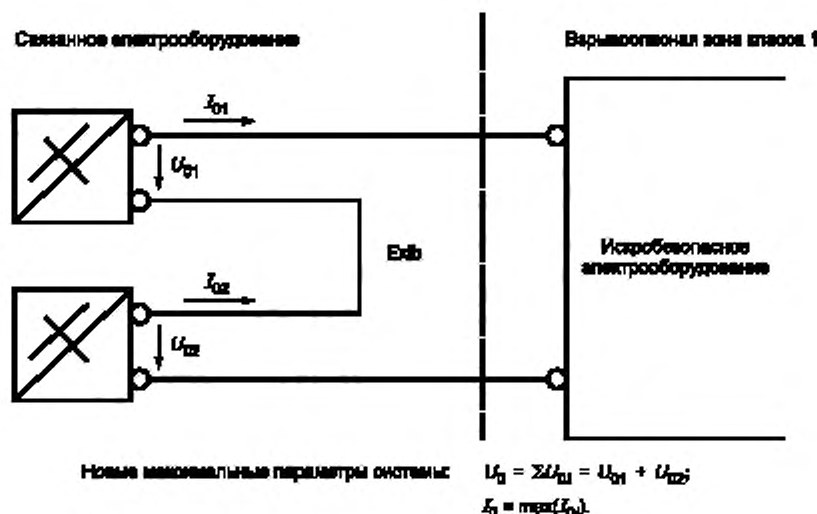 Связанное электрооборудование
Взрывоопасная зона класса 1
I01
U01
Exib
Искробезопасное
электрооборудование
I02
U02
Новые максимальные параметры системы:
U0 = ΣU0i = U01 + U02;
I0 = max(I0i).